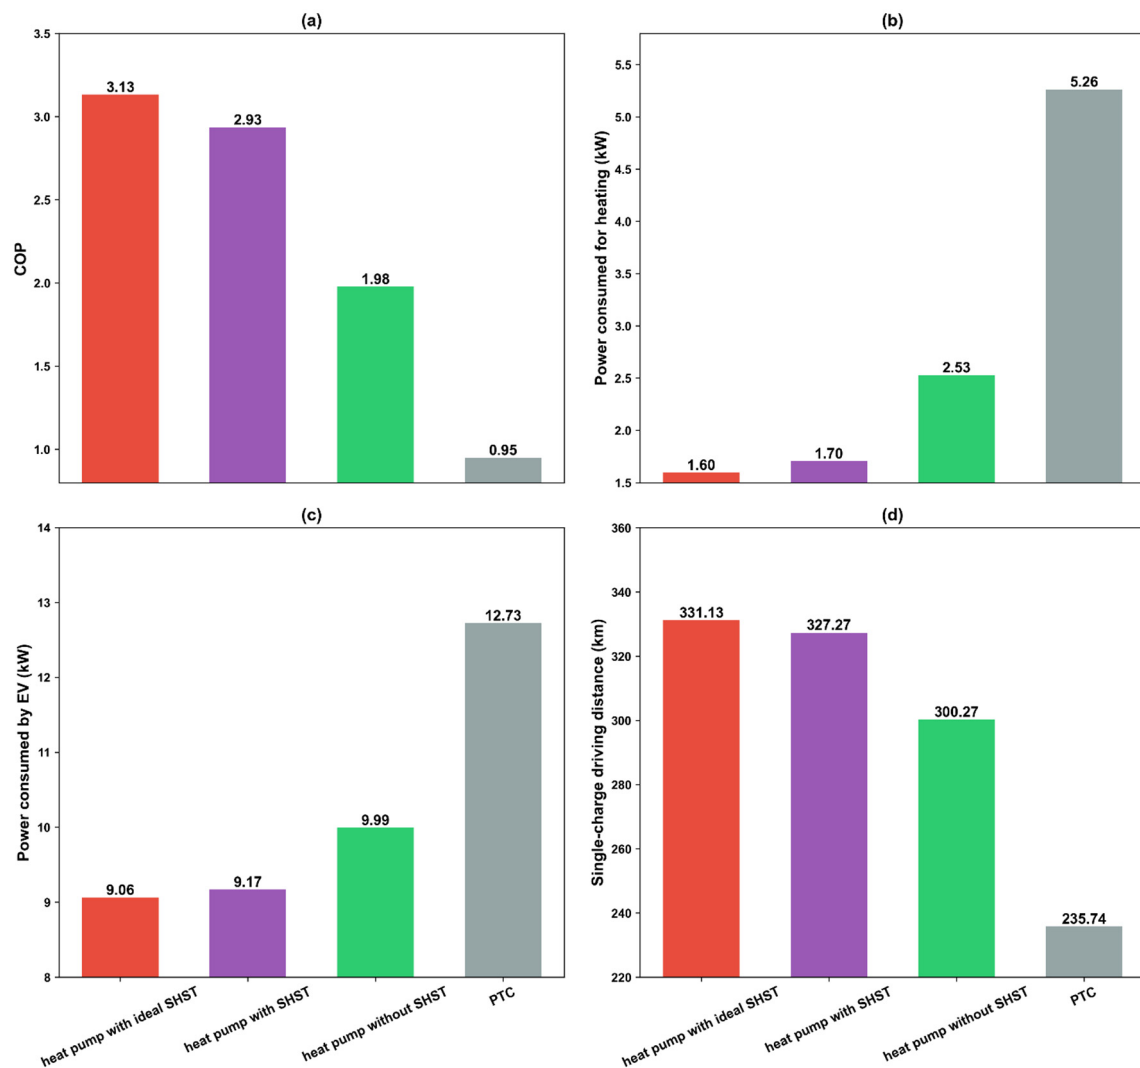 (a)
COP
3.5
3.0
2.5
2.0
1.5
1.0
3.13
2.93
1.98
0.95
(b)
Power consumed for heating (kW)
5.5
5.0
4.5
4.0
3.5
3.0
2.5
2.0
1.5
1.60
1.70
2.53
5.26
(c)
Power consumed by EV (kW)
14
13
12
11
10
9
8
9.06
9.17
9.99
12.73
heat pump with ideal SHST
heat pump with SHST
heat pump without SHST
PTC
(d)
Single-charge driving distance (km)
360
340
320
300
280
260
240
220
331.13
327.27
300.27
235.74
heat pump with ideal SHST
heat pump with SHST
heat pump without SHST
PTC